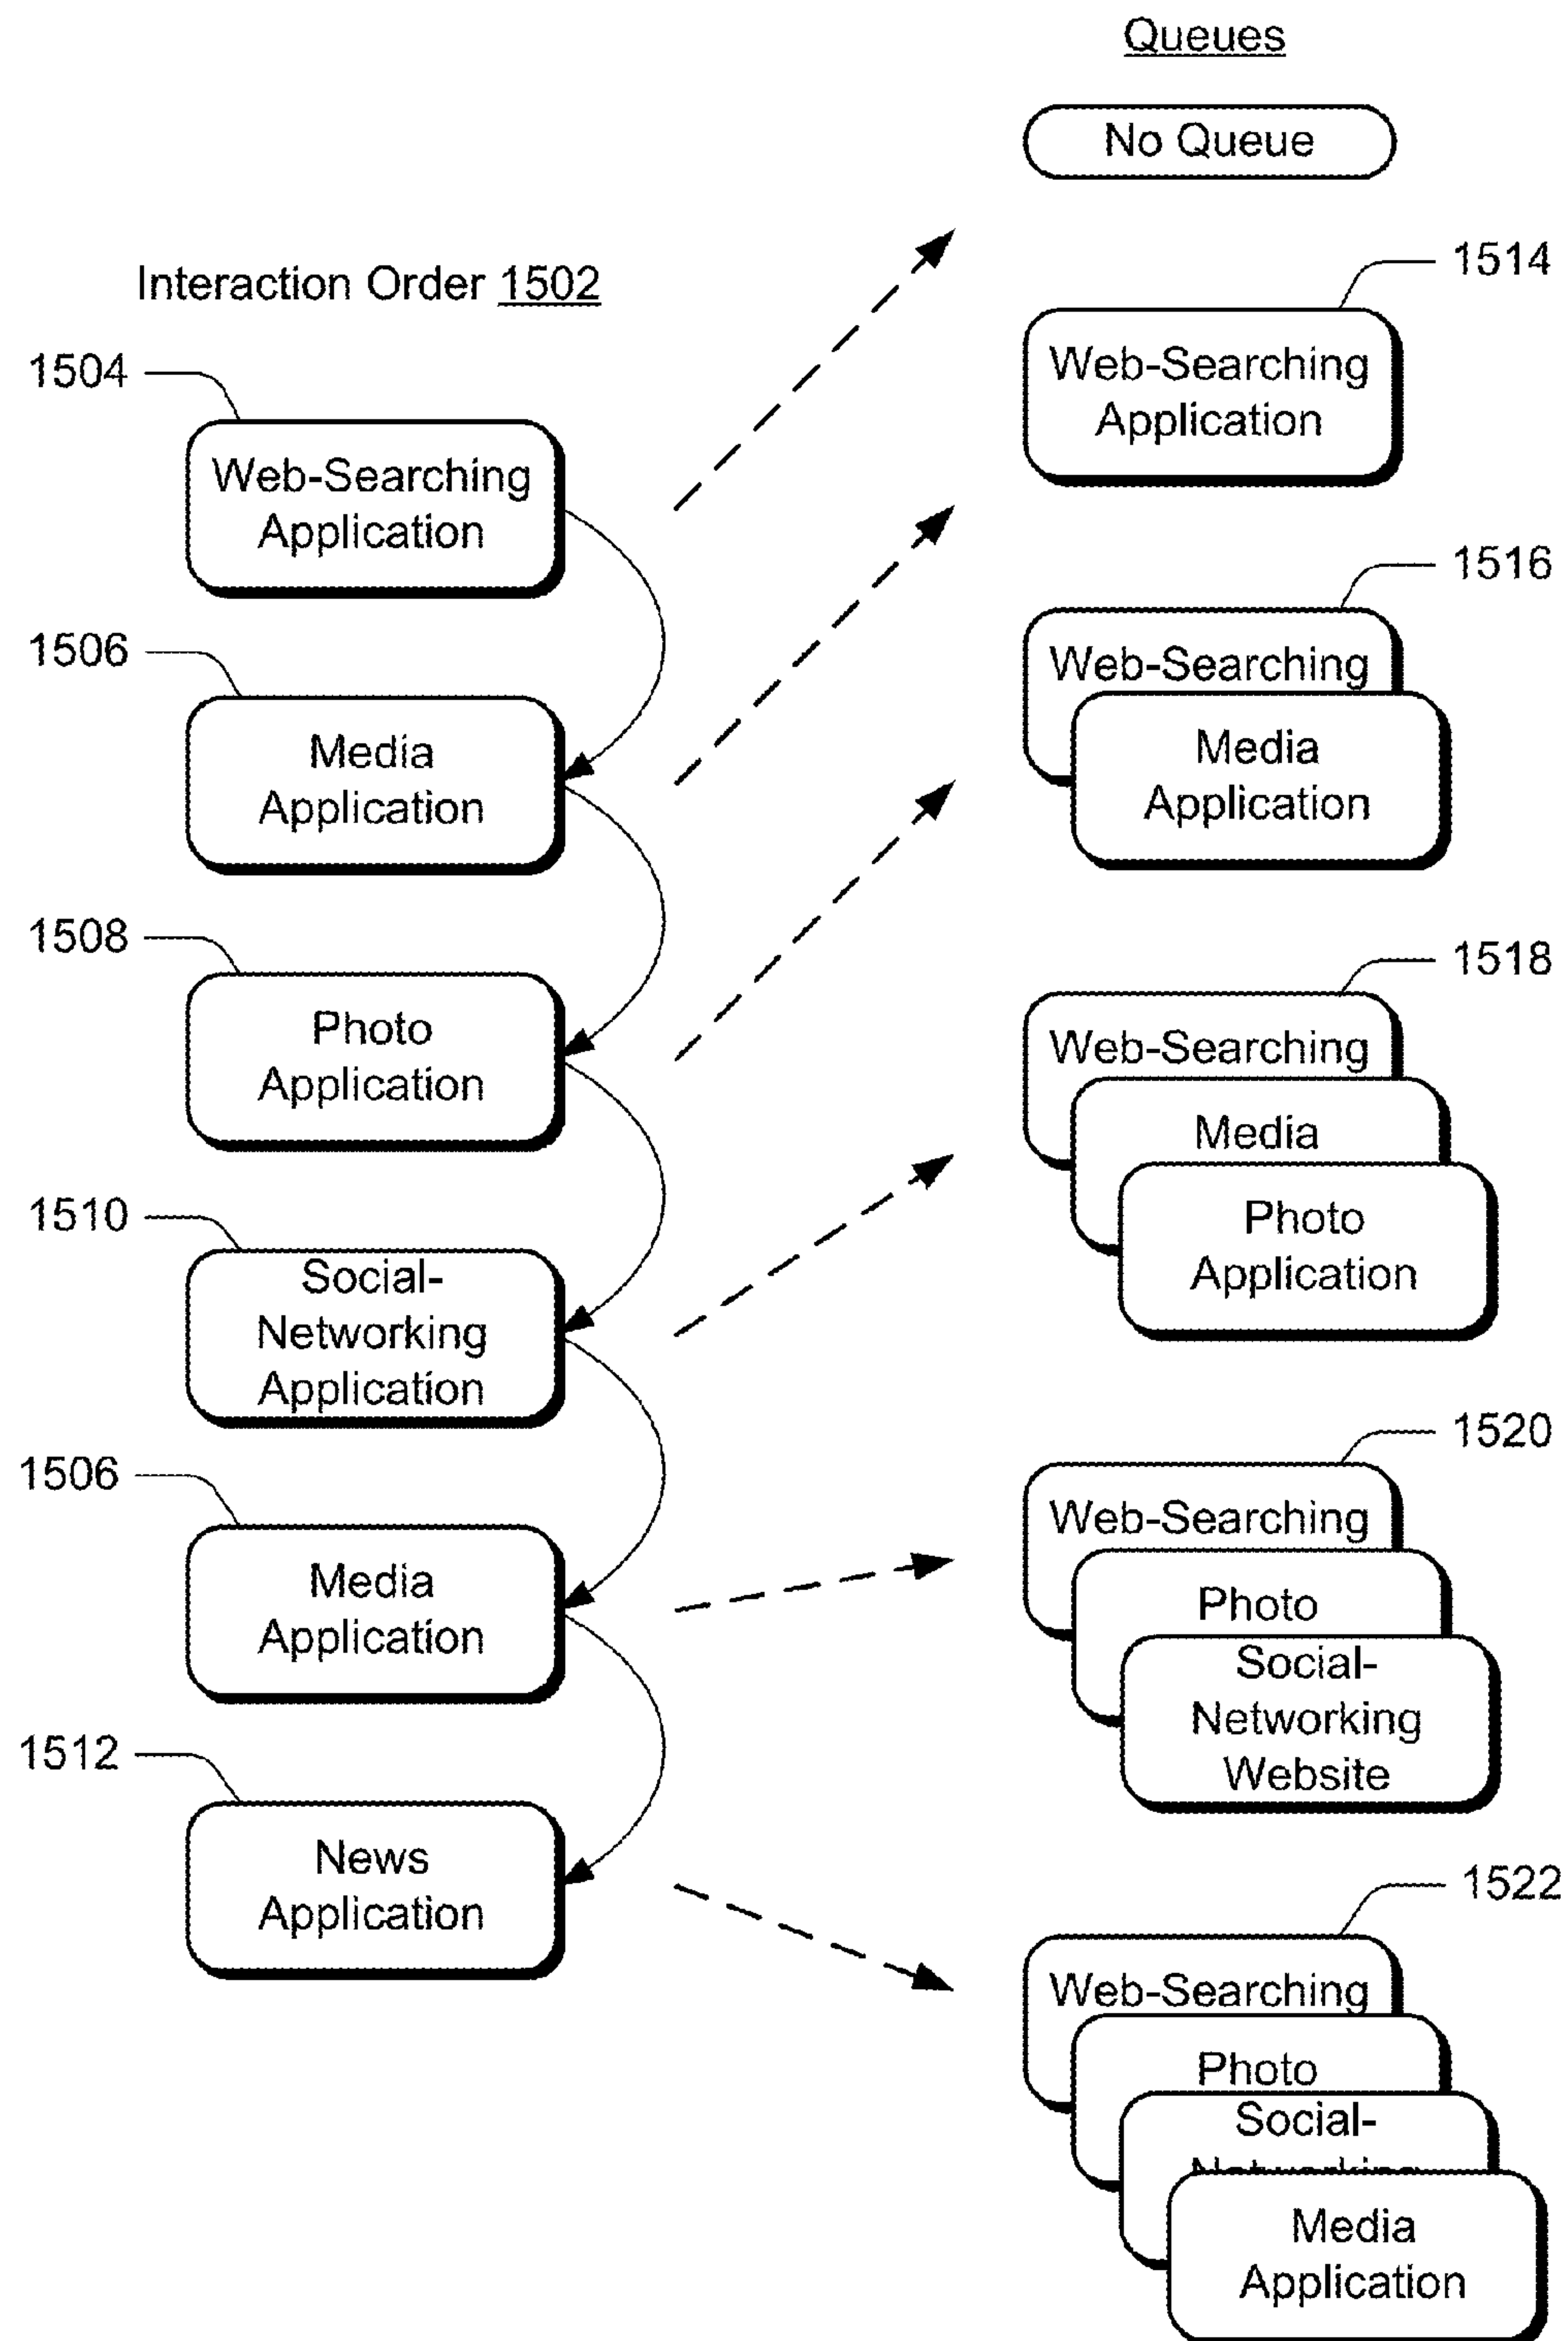 Queues
No Queue
Interaction Order 1502
1504
Web-Searching
Application
1506
Media
Application
1508
Photo
Application
1510
Social-
Networking
Application
1506
Media
Application
1512
News
Application
1514
Web-Searching
Application
1516
Web-Searching
Media
Application
1518
Web-Searching
Media
Photo
Application
1520
Web-Searching
Photo
Social-
Networking
Website
1522
Web-Searching
Photo
Social-
Media
Application